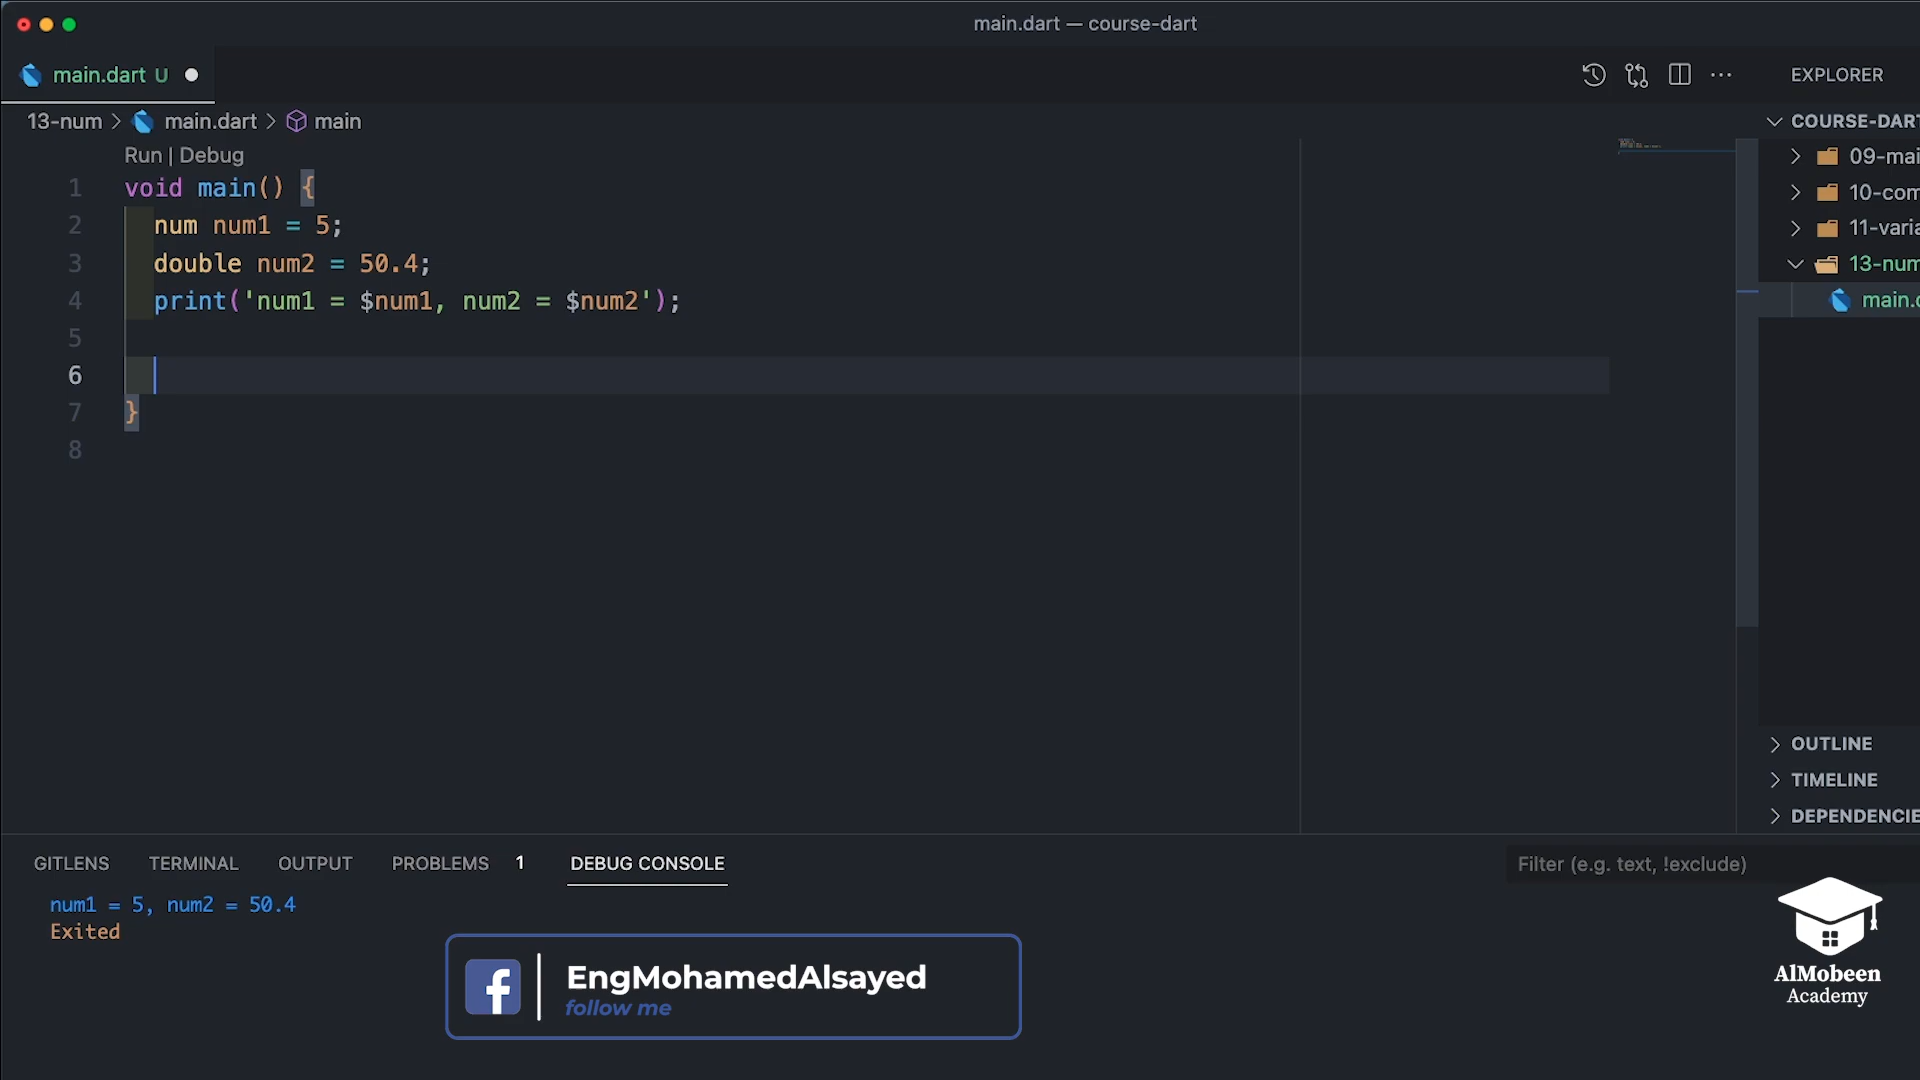 main.dart — course-dart
main.dart U
EXPLORER
13-num > main.dart > main
COURSE-DART
Run | Debug
1 void main() {
2 num num1 = 5;
3 double num2 = 50.4;
4 print('num1 = $num1, num2 = $num2');
5
6
7 }
8
09-mai
10-com
11-varia
13-num
main.d
OUTLINE
TIMELINE
DEPENDENCIE
GITLENS TERMINAL OUTPUT PROBLEMS 1 DEBUG CONSOLE
Filter (e.g. text, !exclude)
num1 = 5, num2 = 50.4
Exited
EngMohamedAlsayed
follow me
AlMobeen
Academy